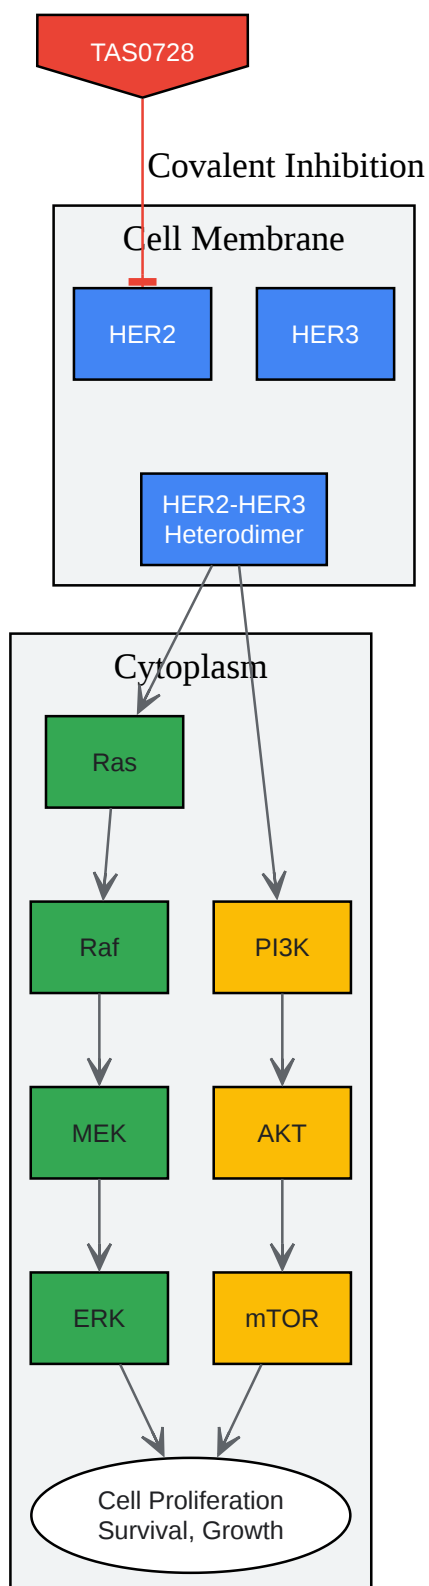 TAS0728
Covalent Inhibition
Cell Membrane
HER2
HER3
HER2-HER3
Heterodimer
Cytoplasm
Ras
Raf
PI3K
MEK
AKT
ERK
mTOR
Cell Proliferation
Survival, Growth